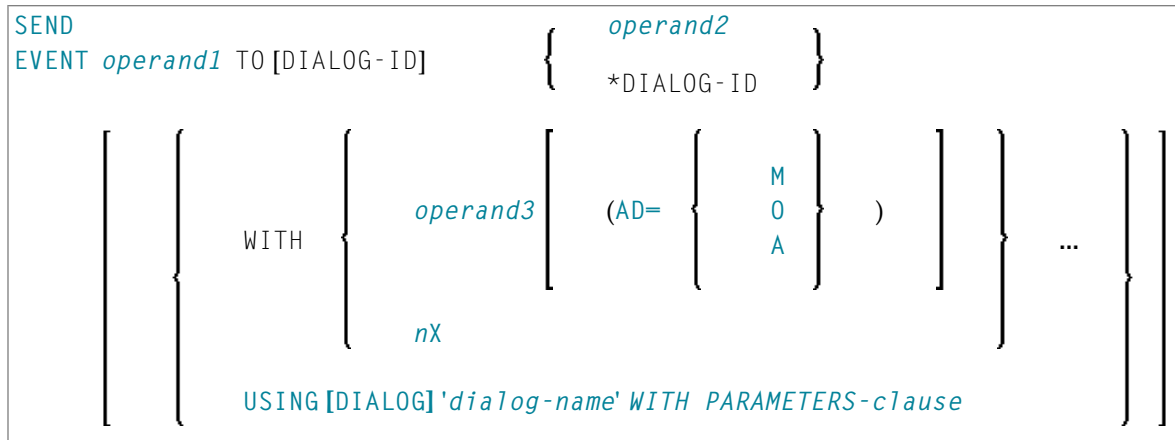 SEND operand2
EVENT operand1 TO [DIALOG-ID]
*DIALOG-ID
M
operand3 (AD= O )
WITH ...
A
nX
USING [DIALOG] 'dialog-name' WITH PARAMETERS-clause